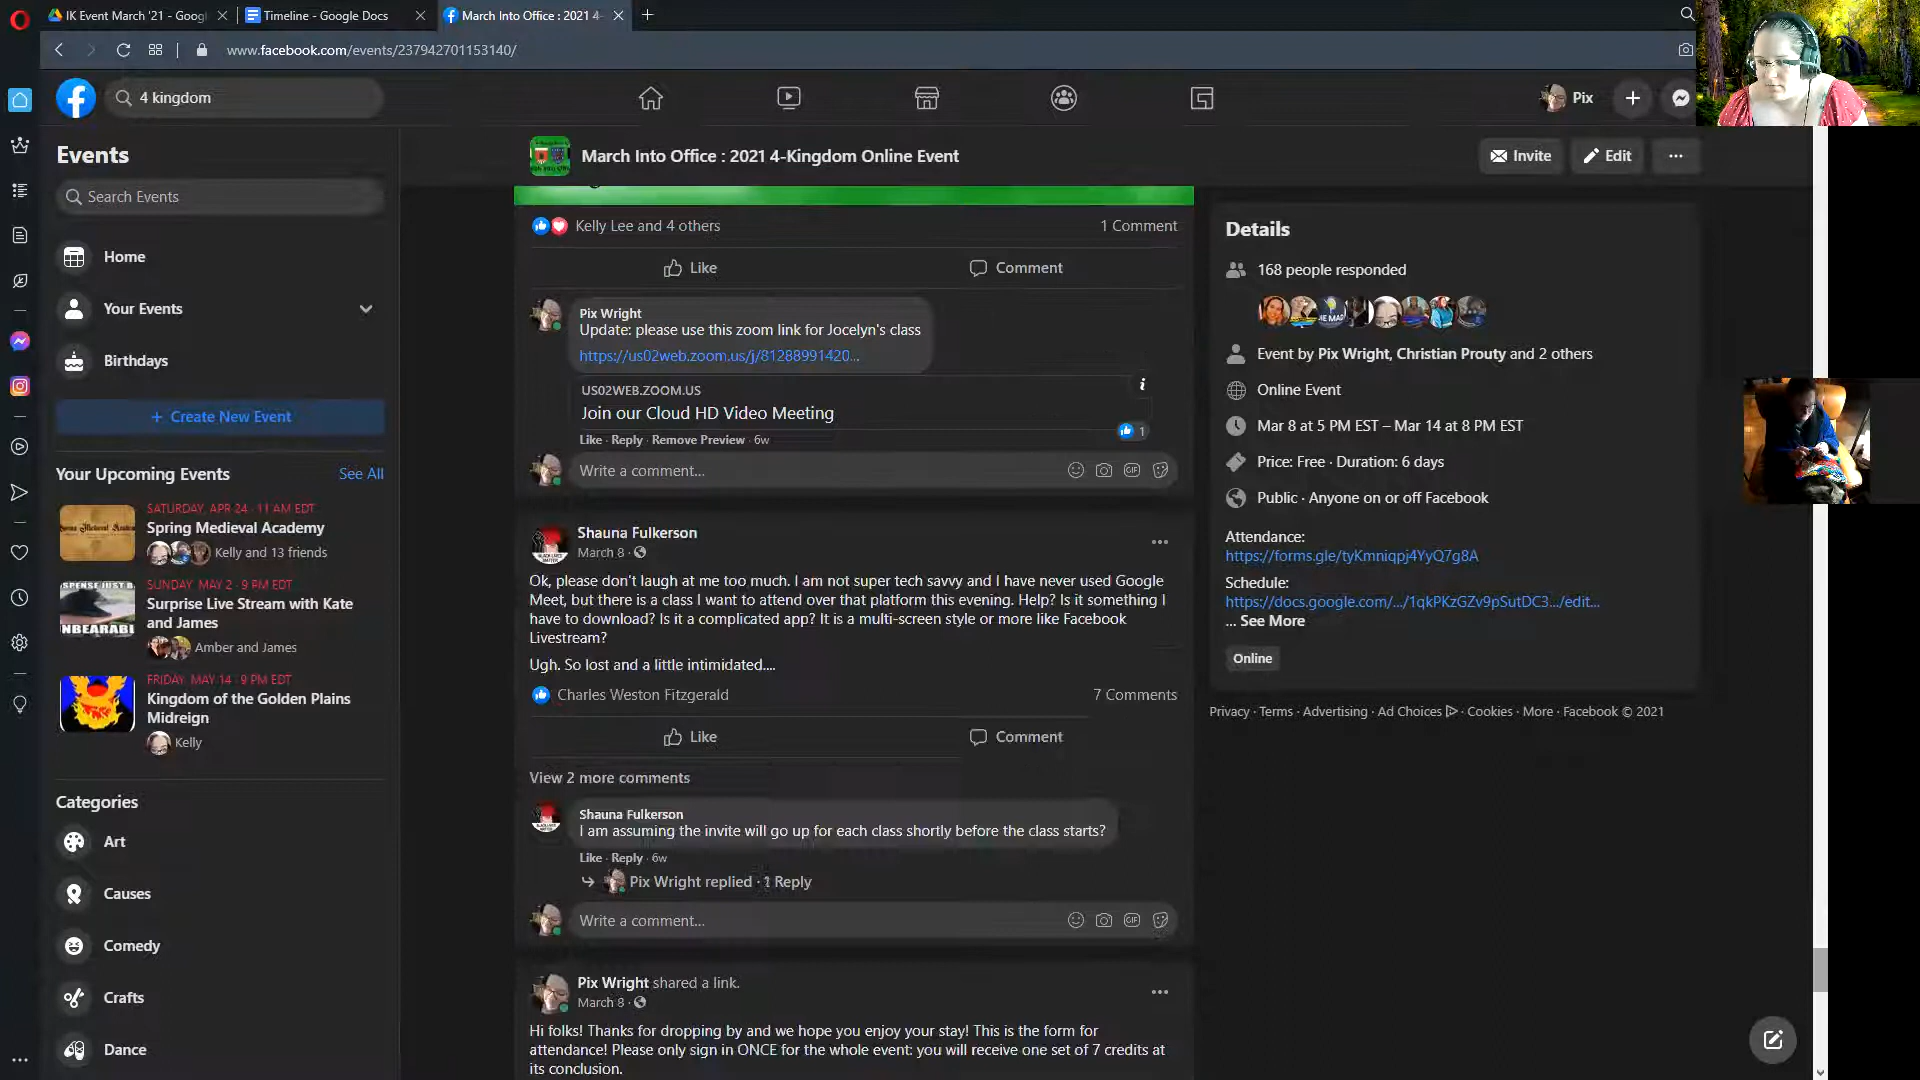 IK Event March '21 - Googl
Timeline - Google Docs
March Into Office : 2021 4-
www.facebook.com/events/237942701153140/
4 kingdom
Pix
Events
Search Events
Home
Your Events
Birthdays
+ Create New Event
Your Upcoming Events
See All
SATURDAY, APR 24 · 11 AM EDT
Spring Medieval Academy
Kelly and 13 friends
SUNDAY, MAY 2 · 9 PM EDT
Surprise Live Stream with Kate
and James
Amber and James
FRIDAY, MAY 14 · 9 PM EDT
Kingdom of the Golden Plains
Midreign
Kelly
Categories
Art
Causes
Comedy
Crafts
Dance
March Into Office : 2021 4-Kingdom Online Event
Invite
Edit
Kelly Lee and 4 others
1 Comment
Like
Comment
Pix Wright
Update: please use this zoom link for Jocelyn's class
https://us02web.zoom.us/j/81288991420...
US02WEB.ZOOM.US
Join our Cloud HD Video Meeting
Like · Reply · Remove Preview · 6w
1
Write a comment...
GIF
Shauna Fulkerson
March 8 ·
Ok, please don't laugh at me too much. I am not super tech savvy and I have never used Google
Meet, but there is a class I want to attend over that platform this evening. Help? Is it something I
have to download? Is it a complicated app? It is a multi-screen style or more like Facebook
Livestream?
Ugh. So lost and a little intimidated....
Charles Weston Fitzgerald
7 Comments
Like
Comment
View 2 more comments
Shauna Fulkerson
I am assuming the invite will go up for each class shortly before the class starts?
Like · Reply · 6w
Pix Wright replied · 1 Reply
Write a comment...
GIF
Pix Wright shared a link.
March 8 ·
Hi folks! Thanks for dropping by and we hope you enjoy your stay! This is the form for
attendance! Please only sign in ONCE for the whole event: you will receive one set of 7 credits at
its conclusion.
Details
168 people responded
Event by Pix Wright, Christian Prouty and 2 others
Online Event
Mar 8 at 5 PM EST – Mar 14 at 8 PM EST
Price: Free · Duration: 6 days
Public · Anyone on or off Facebook
Attendance:
https://forms.gle/tyKmniqpj4YyQ7g8A
Schedule:
https://docs.google.com/.../1qkPKzGZv9pSutDC3.../edit...
... See More
Online
Privacy · Terms · Advertising · Ad Choices · Cookies · More · Facebook © 2021